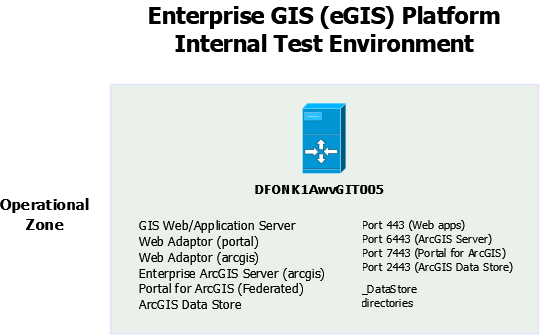 Enterprise GIS (eGIS) Platform
Internal Test Environment
DFONK1AwvGIT005
Operational
Zone
GIS Web/Application Server
Web Adaptor (portal)
Web Adaptor (arcgis)
Enterprise ArcGIS Server (arcgis)
Portal for ArcGIS (Federated)
ArcGIS Data Store
Port 443 (Web apps)
Port 6443 (ArcGIS Server)
Port 7443 (Portal for ArcGIS)
Port 2443 (ArcGIS Data Store)
_DataStore
directories